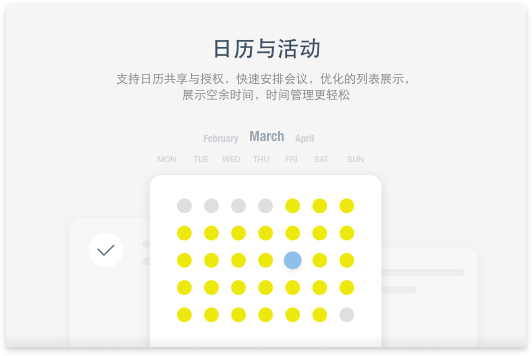 日历与活动
支持日历共享与授权，快速安排会议，优化的列表展示，
展示空余时间，时间管理更轻松
February March April
MON TUE WED THU FRI SAT SUN